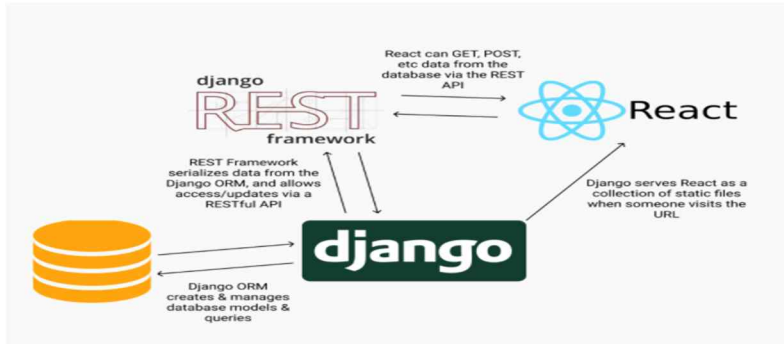 React can GET, POST,
etc data from the
database via the REST
API
django
REST
framework
React
REST Framework
serializes data from the
Django ORM, and allows
access/updates via a
RESTful API
Django serves React as a
collection of static files
when someone visits the
URL
django
Django ORM
creates & manages
database models &
queries